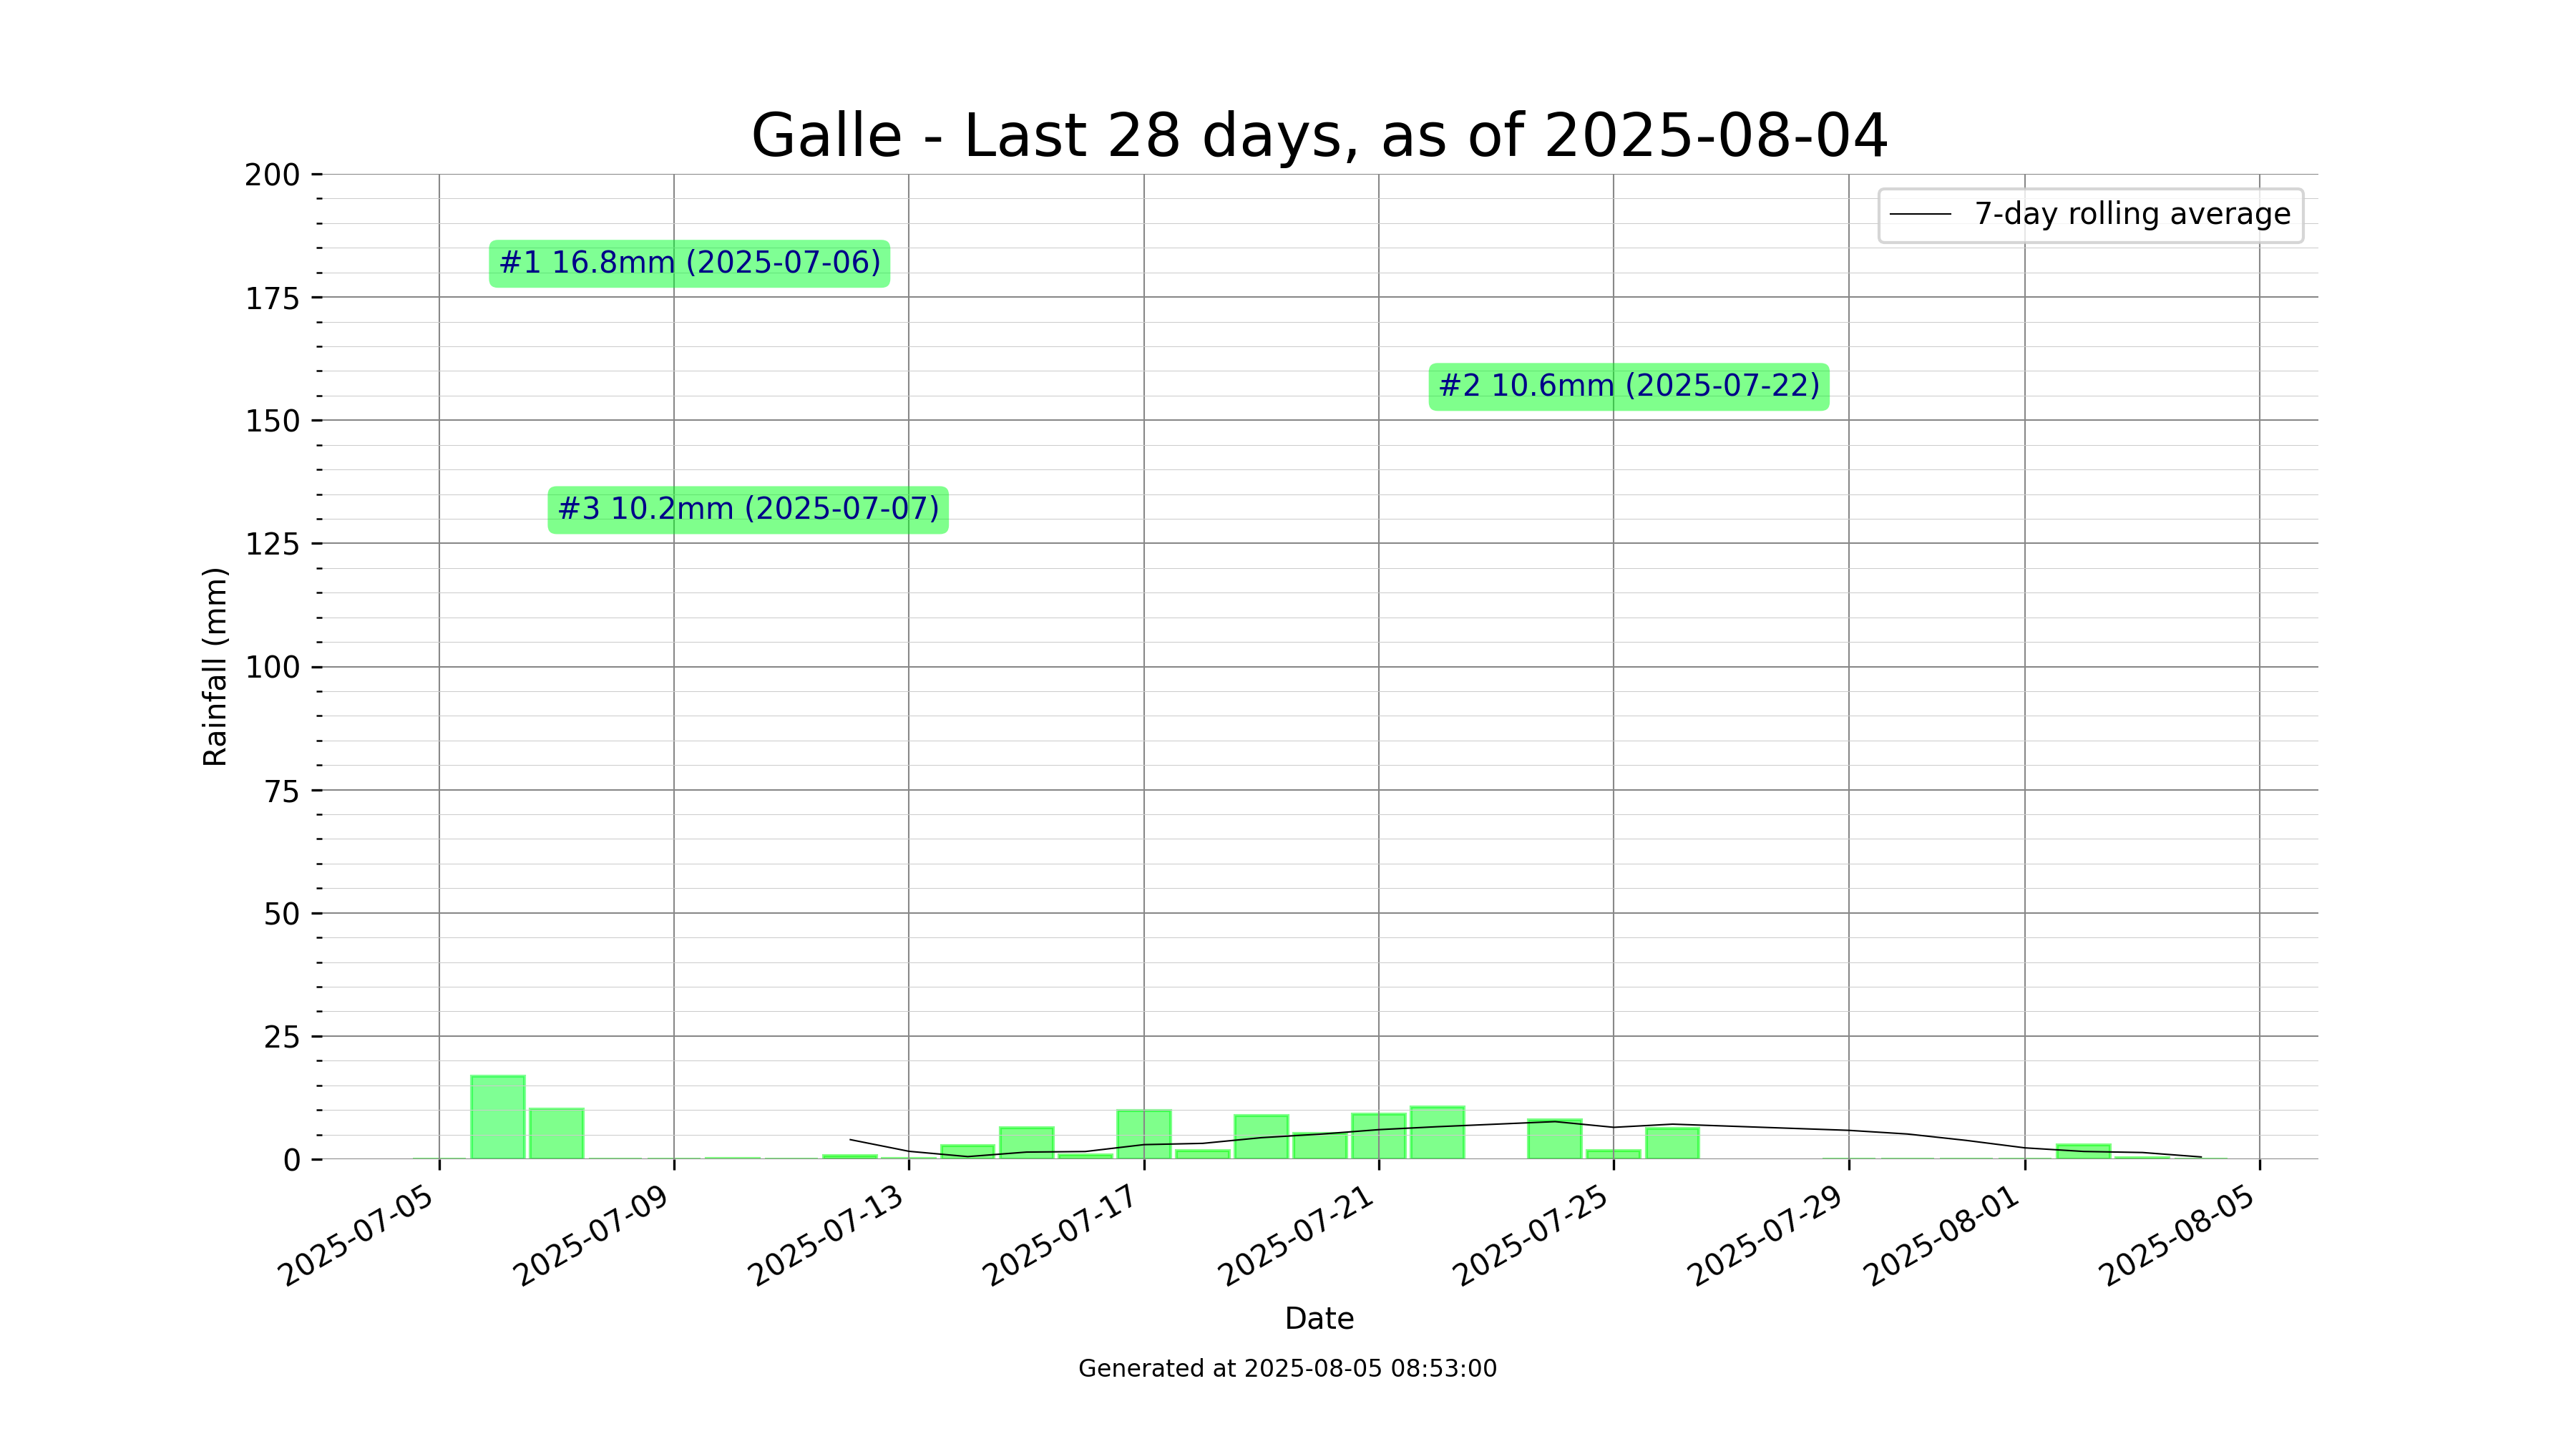 Galle - Last 28 days, as of 2025-08-04
7-day rolling average
#1 16.8mm (2025-07-06)
#2 10.6mm (2025-07-22)
#3 10.2mm (2025-07-07)
Rainfall (mm)
200
175
150
125
100
75
50
25
0
2025-07-05
2025-07-09
2025-07-13
2025-07-17
2025-07-21
2025-07-25
2025-07-29
2025-08-01
2025-08-05
Date
Generated at 2025-08-05 08:53:00